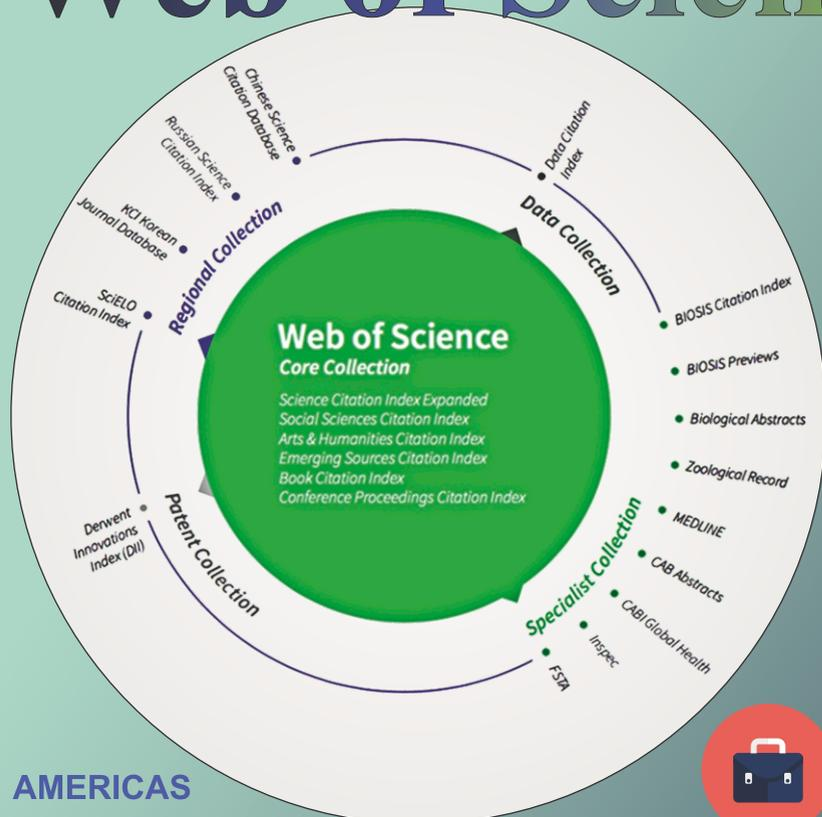 Web of Scien
Chinese Science
Citation Database
Russian Science
Citation Index
KCI Korean
Journal Database
SciELO
Citation Index
Regional Collection
Data Citation
Index
Data Collection
BIOSIS Citation Index
BIOSIS Previews
Biological Abstracts
Zoological Record
MEDLINE
CAB Abstracts
CABI Global Health
Inspec
FSTA
Specialist Collection
Web of Science
Core Collection
Science Citation Index Expanded
Social Sciences Citation Index
Arts & Humanities Citation Index
Emerging Sources Citation Index
Book Citation Index
Conference Proceedings Citation Index
Patent Collection
Derwent
Innovations
Index (DII)
AMERICAS